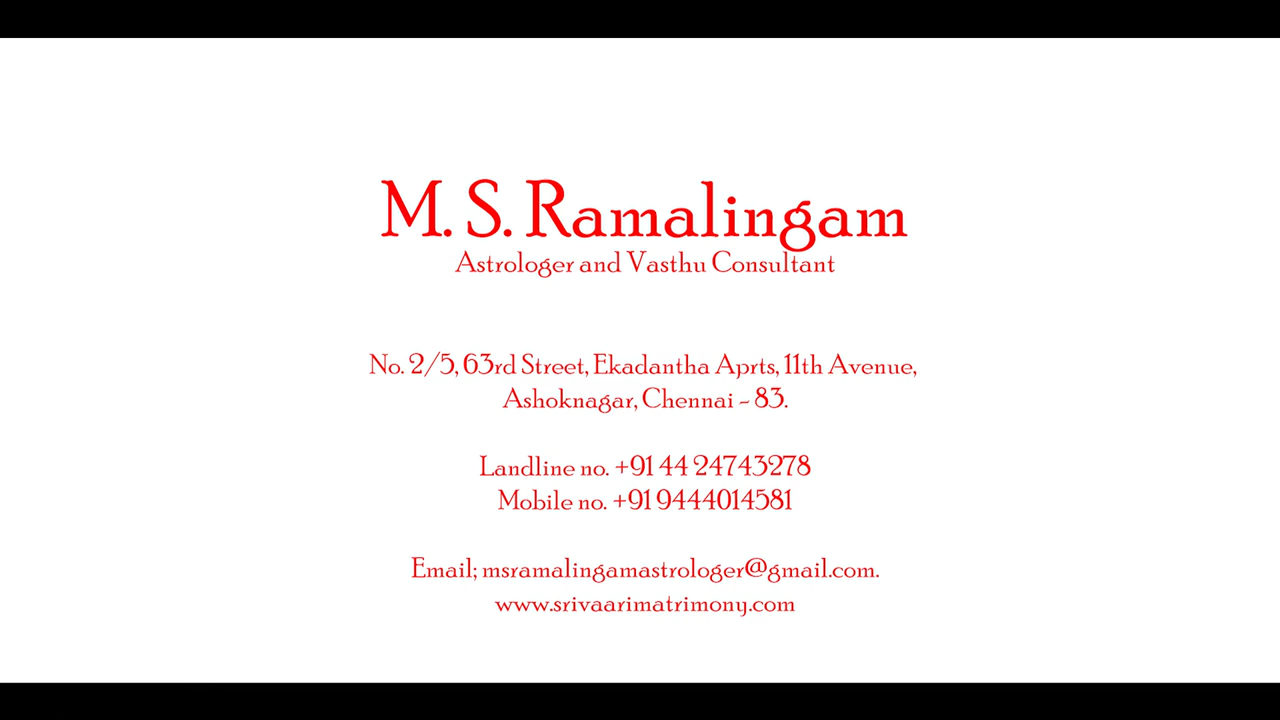 M. S. Ramalingam
Astrologer and Vasthu Consultant
No. 2/5, 63rd Street, Ekadantha Aprts, 11th Avenue,
Ashoknagar, Chennai - 83.
Landline no. +91 44 24743278
Mobile no. +91 9444014581
Email; msramalingamastrologer@gmail.com.
www.srivaarimatrimony.com